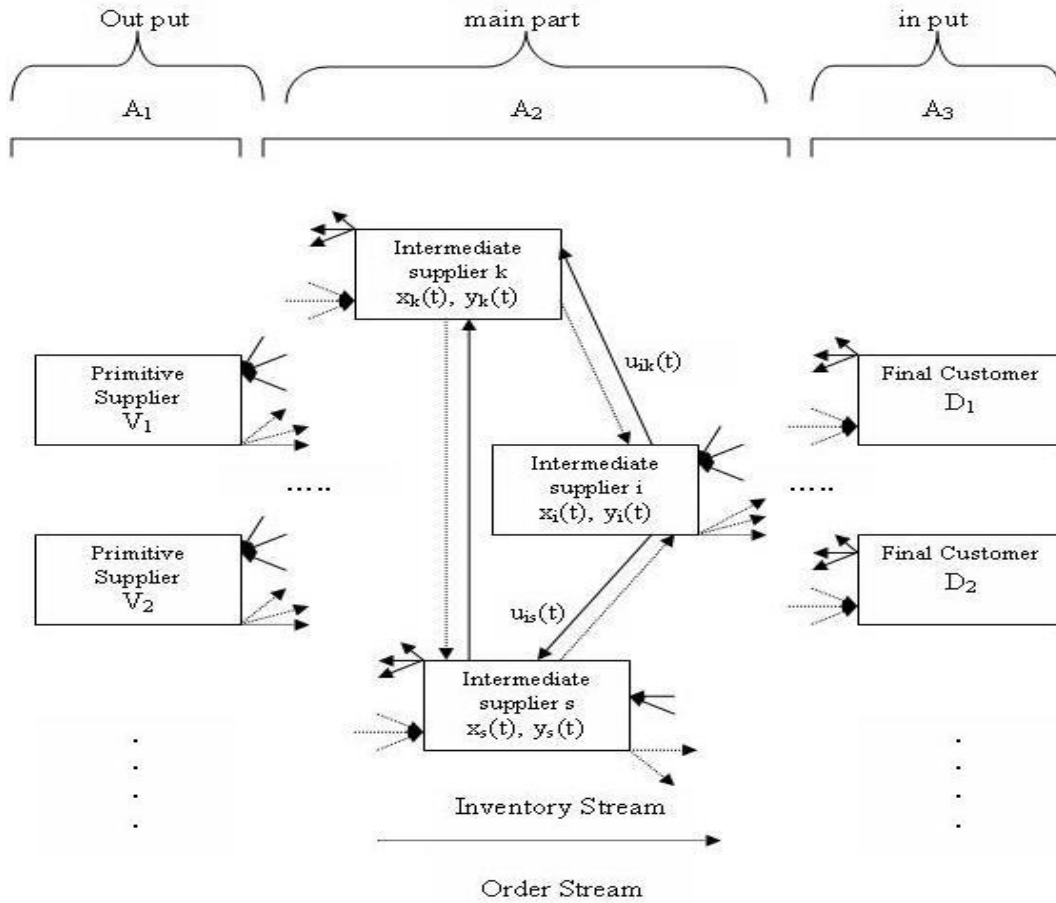 Out put
main part
in put
A₁
A₂
A₃
Intermediate
supplier k
xₖ(t), yₖ(t)
uᵢₖ(t)
Primitive
Supplier
V₁
Final Customer
D₁
Intermediate
supplier i
xᵢ(t), yᵢ(t)
.....
.....
Primitive
Supplier
V₂
Final Customer
D₂
uᵢₛ(t)
Intermediate
supplier s
xₛ(t), yₛ(t)
Inventory Stream
Order Stream